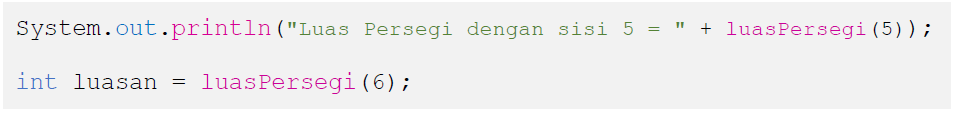 System.out.println("Luas Persegi dengan sisi 5 = " + luasPersegi(5));
int luasan = luasPersegi(6);